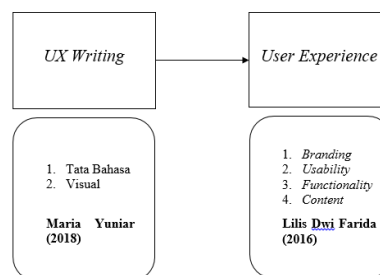 UX Writing
User Experience
1. Tata Bahasa
2. Visual
Maria Yuniar
(2018)
1. Branding
2. Usability
3. Functionality
4. Content
Lilis Dwi Farida
(2016)